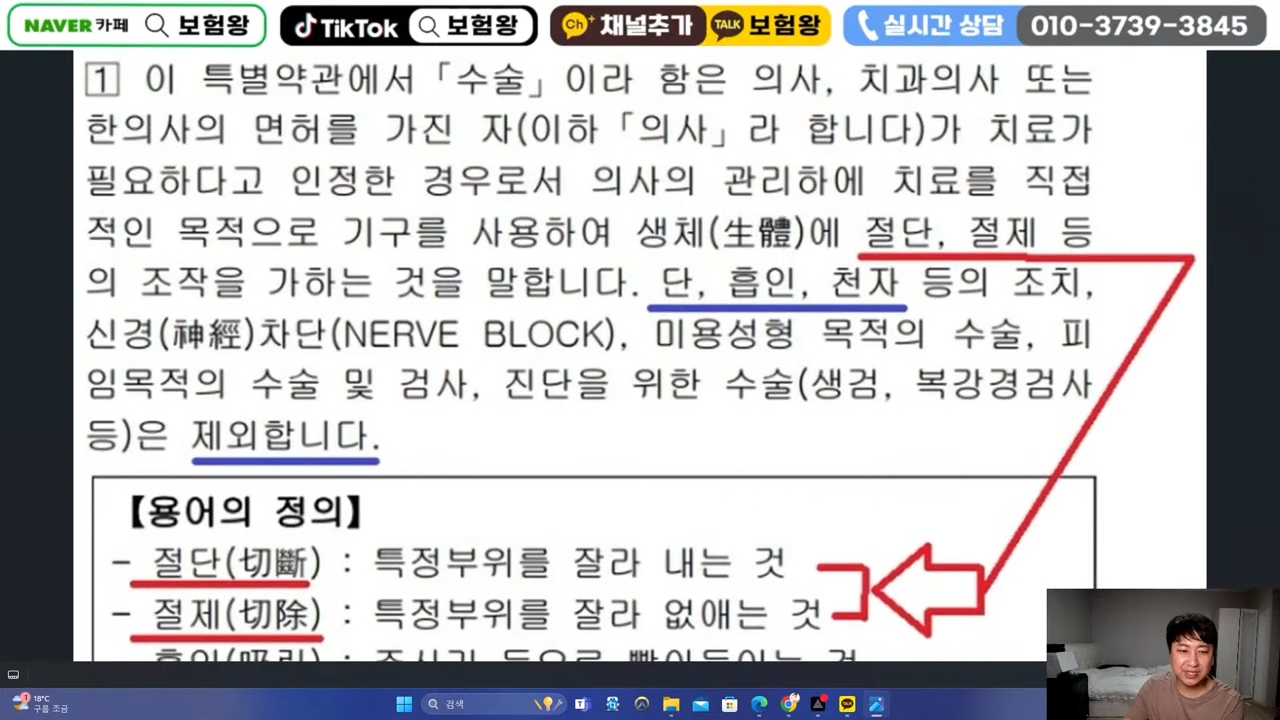 NAVER 카페 보험왕 TikTok 보험왕 Ch+ 채널추가 TALK 보험왕 실시간 상담 010-3739-3845
1 이 특별약관에서「수술」이라 함은 의사, 치과의사 또는
한의사의 면허를 가진 자(이하「의사」라 합니다)가 치료가
필요하다고 인정한 경우로서 의사의 관리하에 치료를 직접
적인 목적으로 기구를 사용하여 생체(生體)에 절단, 절제 등
의 조작을 가하는 것을 말합니다. 단, 흡인, 천자 등의 조치,
신경(神經)차단(NERVE BLOCK), 미용성형 목적의 수술, 피
임목적의 수술 및 검사, 진단을 위한 수술(생검, 복강경검사
등)은 제외합니다.
【용어의 정의】
- 절단(切斷) : 특정부위를 잘라 내는 것
- 절제(切除) : 특정부위를 잘라 없애는 것
18°C
구름 조금
검색